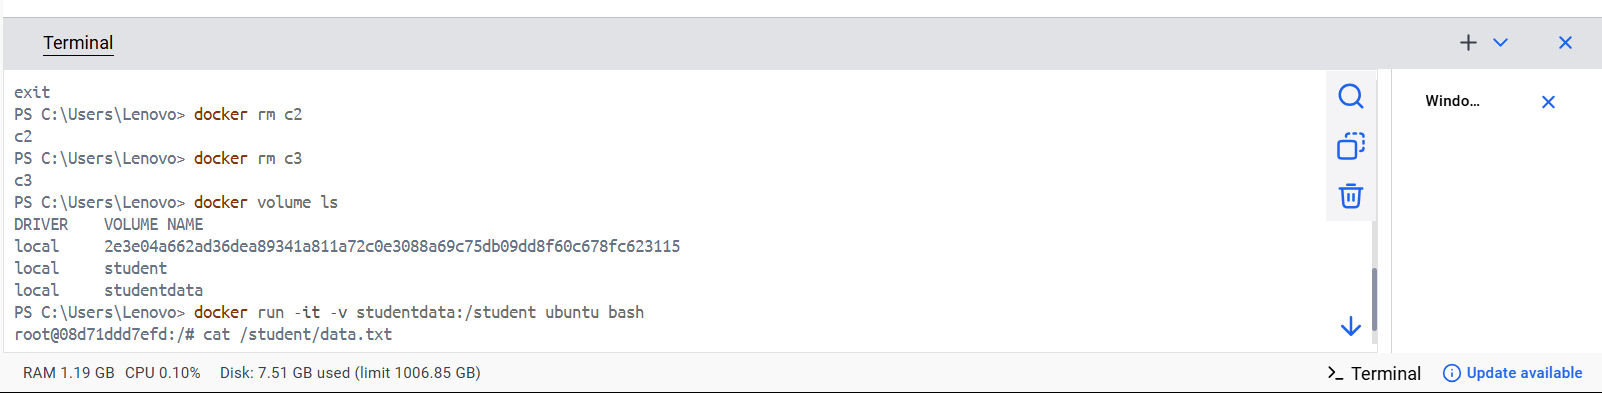 Terminal
exit
PS C:\Users\Lenovo> docker rm c2
c2
PS C:\Users\Lenovo> docker rm c3
c3
PS C:\Users\Lenovo> docker volume ls
DRIVER    VOLUME NAME
local     2e3e04a662ad36dea89341a811a72c0e3088a69c75db09dd8f60c678fc623115
local     student
local     studentdata
PS C:\Users\Lenovo> docker run -it -v studentdata:/student ubuntu bash
root@08d71ddd7efd:/# cat /student/data.txt
Windo...
RAM 1.19 GB CPU 0.10% Disk: 7.51 GB used (limit 1006.85 GB)
>_ Terminal
Update available